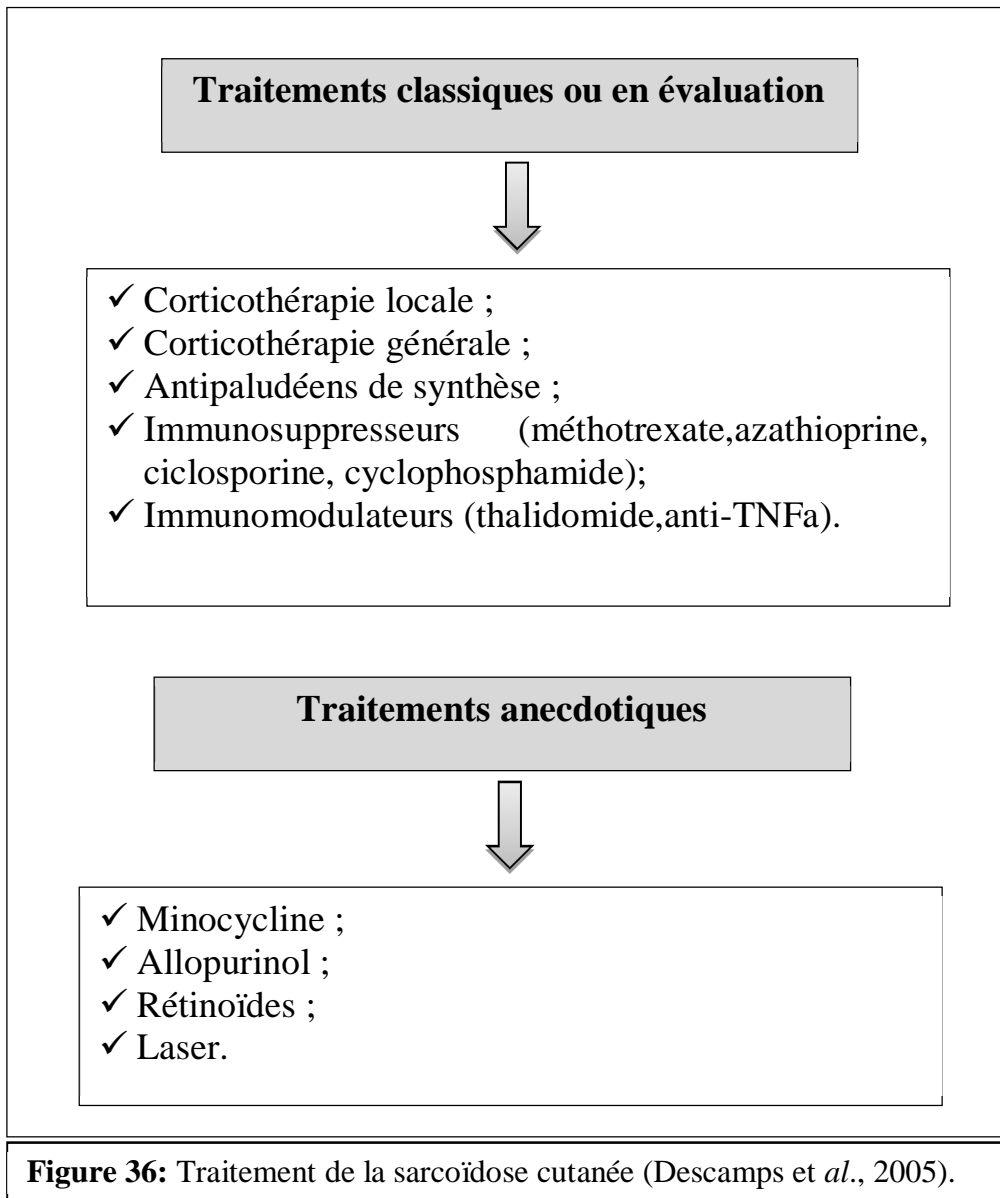 Traitements classiques ou en évaluation
✓ Corticothérapie locale ;
✓ Corticothérapie générale ;
✓ Antipaludéens de synthèse ;
✓ Immunosuppresseurs (méthotrexate,azathioprine,
ciclosporine, cyclophosphamide);
✓ Immunomodulateurs (thalidomide,anti-TNFa).
Traitements anecdotiques
✓ Minocycline ;
✓ Allopurinol ;
✓ Rétinoïdes ;
✓ Laser.
Figure 36: Traitement de la sarcoïdose cutanée (Descamps et al., 2005).